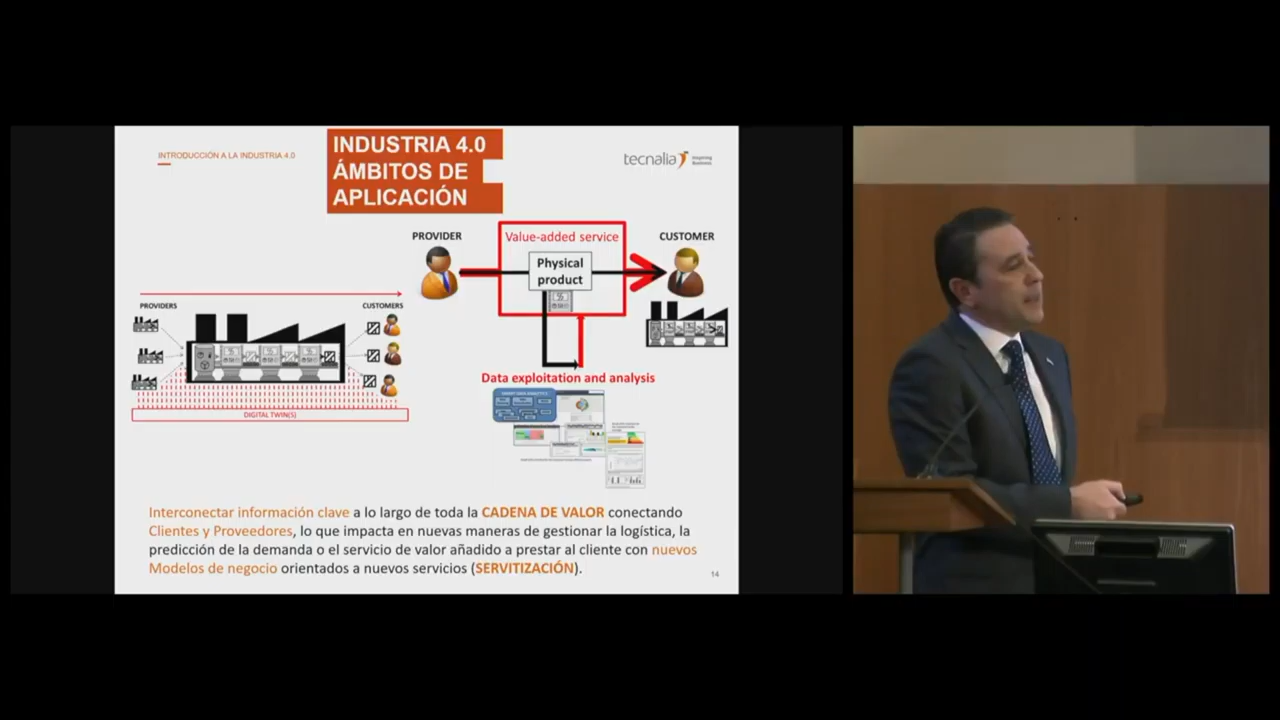 INTRODUCCIÓN A LA INDUSTRIA 4.0
INDUSTRIA 4.0
ÁMBITOS DE
APLICACIÓN
tecnalia
Inspiring
Business
PROVIDER
Value-added service
CUSTOMER
Physical
product
PROVIDERS
CUSTOMERS
DIGITAL TWIN(S)
Data exploitation and analysis
Interconectar información clave a lo largo de toda la CADENA DE VALOR conectando
Clientes y Proveedores, lo que impacta en nuevas maneras de gestionar la logística, la
predicción de la demanda o el servicio de valor añadido a prestar al cliente con nuevos
Modelos de negocio orientados a nuevos servicios (SERVITIZACIÓN).
14